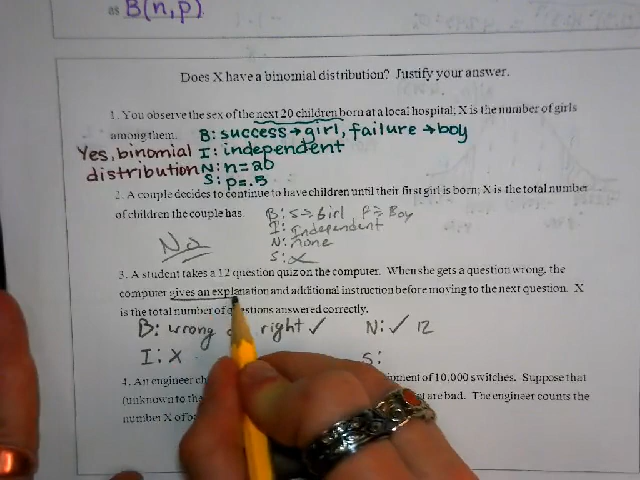 as B(n,p)
Does X have a binomial distribution? Justify your answer.
1. You observe the sex of the next 20 children born at a local hospital; X is the number of girls
among them. B: success → girl, failure → boy
Yes, binomial I: independent
distribution N: n = 20
S: p = .5
2. A couple decides to continue to have children until their first girl is born; X is the total number
of children the couple has. B: S → Girl F → Boy
I: Independent
No N: none
S: X
3. A student takes a 12 question quiz on the computer. When she gets a question wrong, the
computer gives an explanation and additional instruction before moving to the next question. X
is the total number of questions answered correctly.
B: wrong right ✓ N: ✓ 12
I: X S:
4. An engineer of 10,000 switches. Suppose that
(unknown to are bad. The engineer counts the
number X of